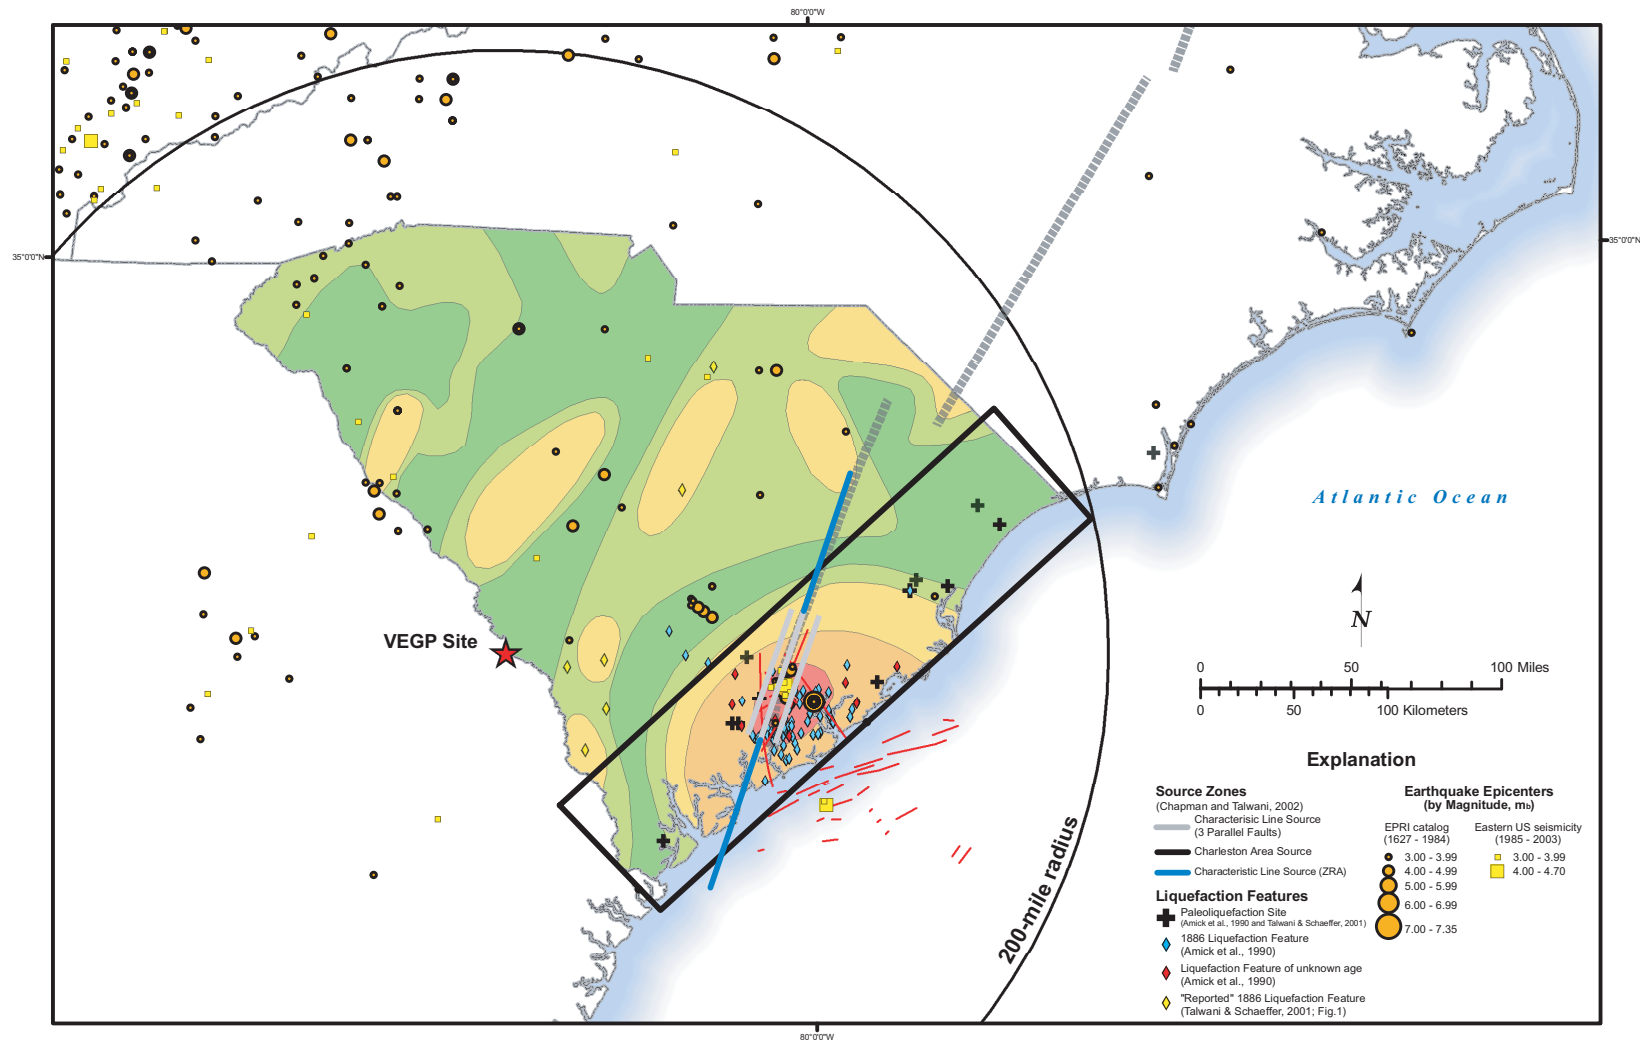 80°0'0"W
35°0'0"N
35°0'0"N
Atlantic Ocean
VEGP Site
N
0 50 100 Miles
0 50 100 Kilometers
200-mile radius
Explanation
Source Zones
(Chapman and Talwani, 2002)
Characterisic Line Source
(3 Parallel Faults)
Charleston Area Source
Characteristic Line Source (ZRA)
Liquefaction Features
Paleoliquefaction Site
(Amick et al., 1990 and Talwani & Schaeffer, 2001)
1886 Liquefaction Feature
(Amick et al., 1990)
Liquefaction Feature of unknown age
(Amick et al., 1990)
"Reported" 1886 Liquefaction Feature
(Talwani & Schaeffer, 2001; Fig.1)
Earthquake Epicenters
(by Magnitude, mb)
EPRI catalog
(1627 - 1984)
3.00 - 3.99
4.00 - 4.99
5.00 - 5.99
6.00 - 6.99
7.00 - 7.35
Eastern US seismicity
(1985 - 2003)
3.00 - 3.99
4.00 - 4.70
80°0'0"W